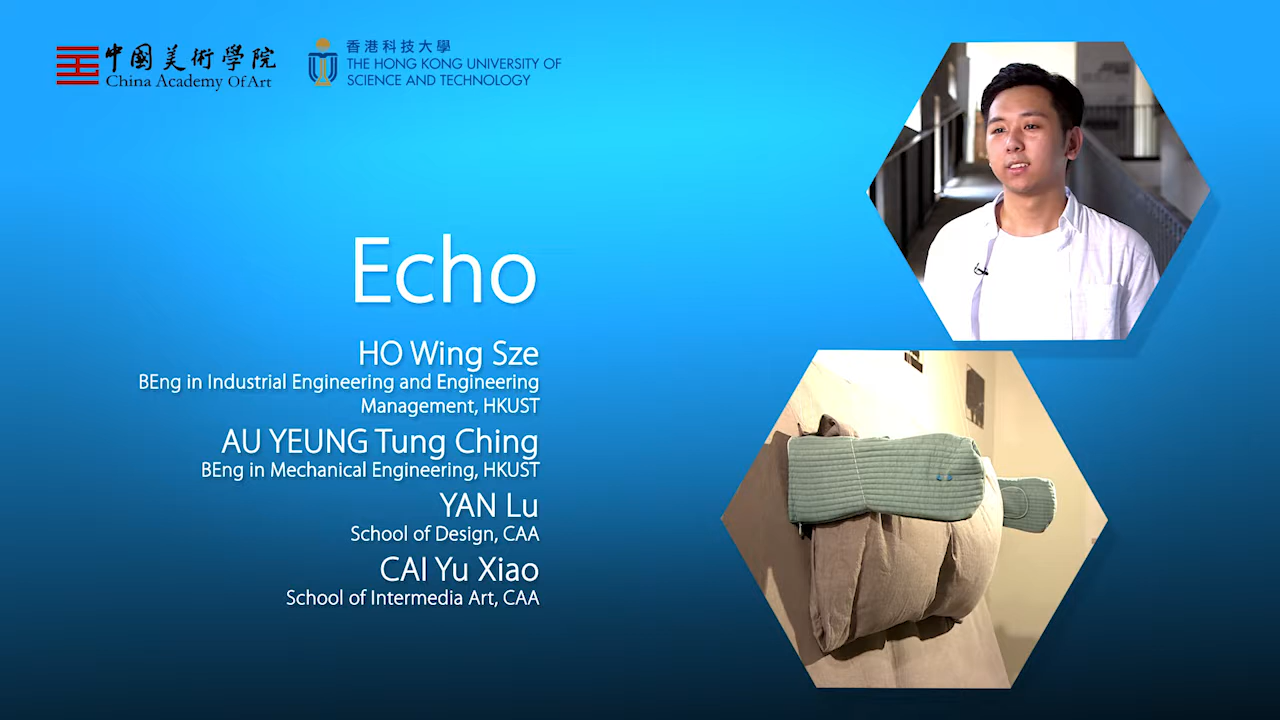 中國美術學院
China Academy Of Art
香港科技大學
THE HONG KONG UNIVERSITY OF
SCIENCE AND TECHNOLOGY
Echo
HO Wing Sze
BEng in Industrial Engineering and Engineering
Management, HKUST
AU YEUNG Tung Ching
BEng in Mechanical Engineering, HKUST
YAN Lu
School of Design, CAA
CAI Yu Xiao
School of Intermedia Art, CAA